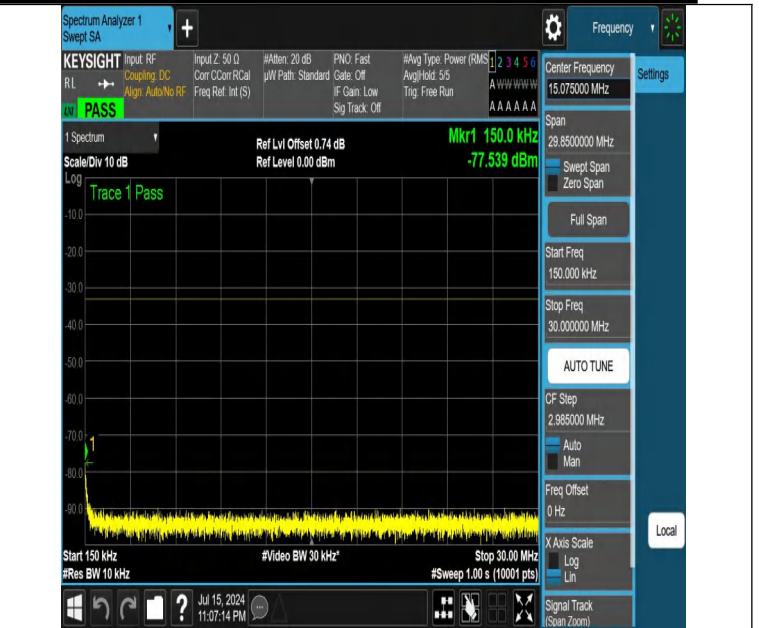 Spectrum Analyzer 1
Swept SA
+
Frequency
KEYSIGHT
RL
PASS
Input: RF
Coupling: DC
Align: Auto/No RF
Input Z: 50 Ω
Corr CCorr RCal
Freq Ref: Int (S)
#Atten: 20 dB
µW Path: Standard
PNO: Fast
Gate: Off
IF Gain: Low
Sig Track: Off
#Avg Type: Power (RMS
Avg|Hold: 5/5
Trig: Free Run
1 2 3 4 5 6
A W W W W W
A A A A A A
1 Spectrum
Scale/Div 10 dB
Ref Lvl Offset 0.74 dB
Ref Level 0.00 dBm
Mkr1 150.0 kHz
-77.539 dBm
Log
Trace 1 Pass
-10.0
-20.0
-30.0
-40.0
-50.0
-60.0
-70.0
1
-80.0
-90.0
Start 150 kHz
#Res BW 10 kHz
#Video BW 30 kHz*
Stop 30.00 MHz
#Sweep 1.00 s (10001 pts)
?
Jul 15, 2024
11:07:14 PM
Center Frequency
15.075000 MHz
Settings
Span
29.8500000 MHz
Swept Span
Zero Span
Full Span
Start Freq
150.000 kHz
Stop Freq
30.000000 MHz
AUTO TUNE
CF Step
2.985000 MHz
Auto
Man
Freq Offset
0 Hz
X Axis Scale
Log
Lin
Local
Signal Track
(Span Zoom)